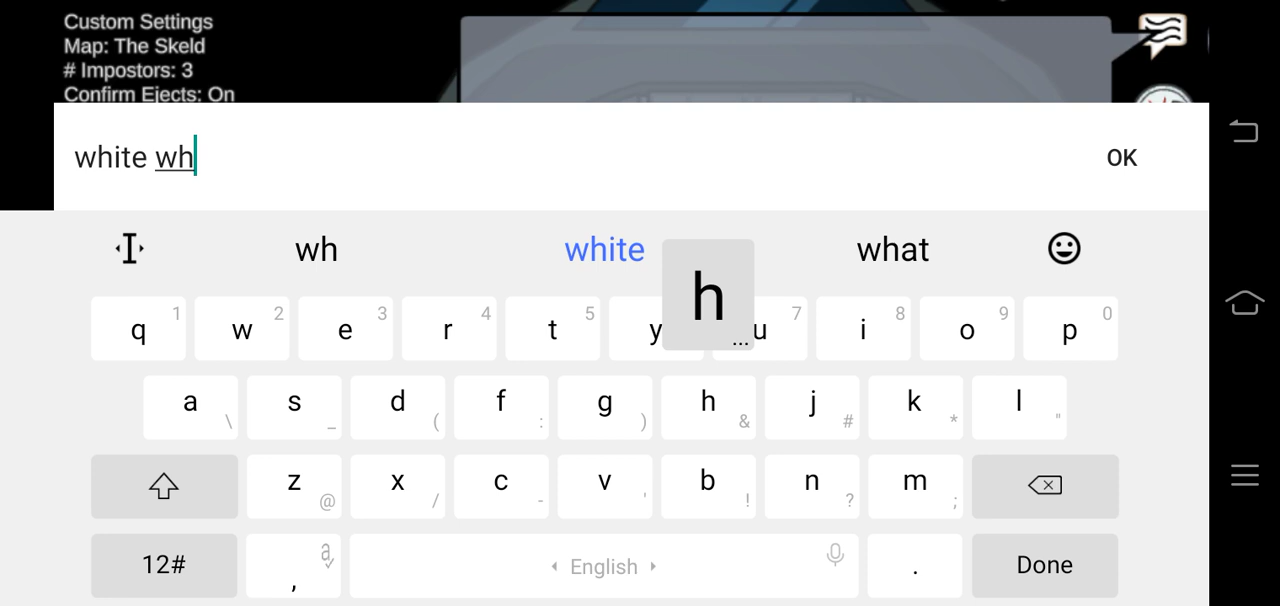 Custom Settings
Map: The Skeld
# Impostors: 3
Confirm Ejects: On
white wh
OK
wh white what
h
...
q 1 w 2 e 3 r 4 t 5 y u 7 i 8 o 9 p 0
a \ s _ d ( f : g ) h & j # k * l "
z @ x / c - v ' b ! n ? m ;
12# , a English . Done